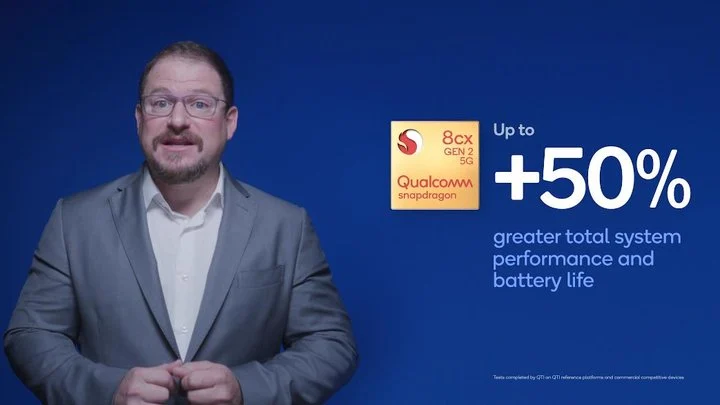 8cx
GEN 2
5G
Qualcomm
snapdragon
Up to
+50%
greater total system
performance and
battery life
Tests completed by QTI on QTI reference platforms and commercial competitive devices